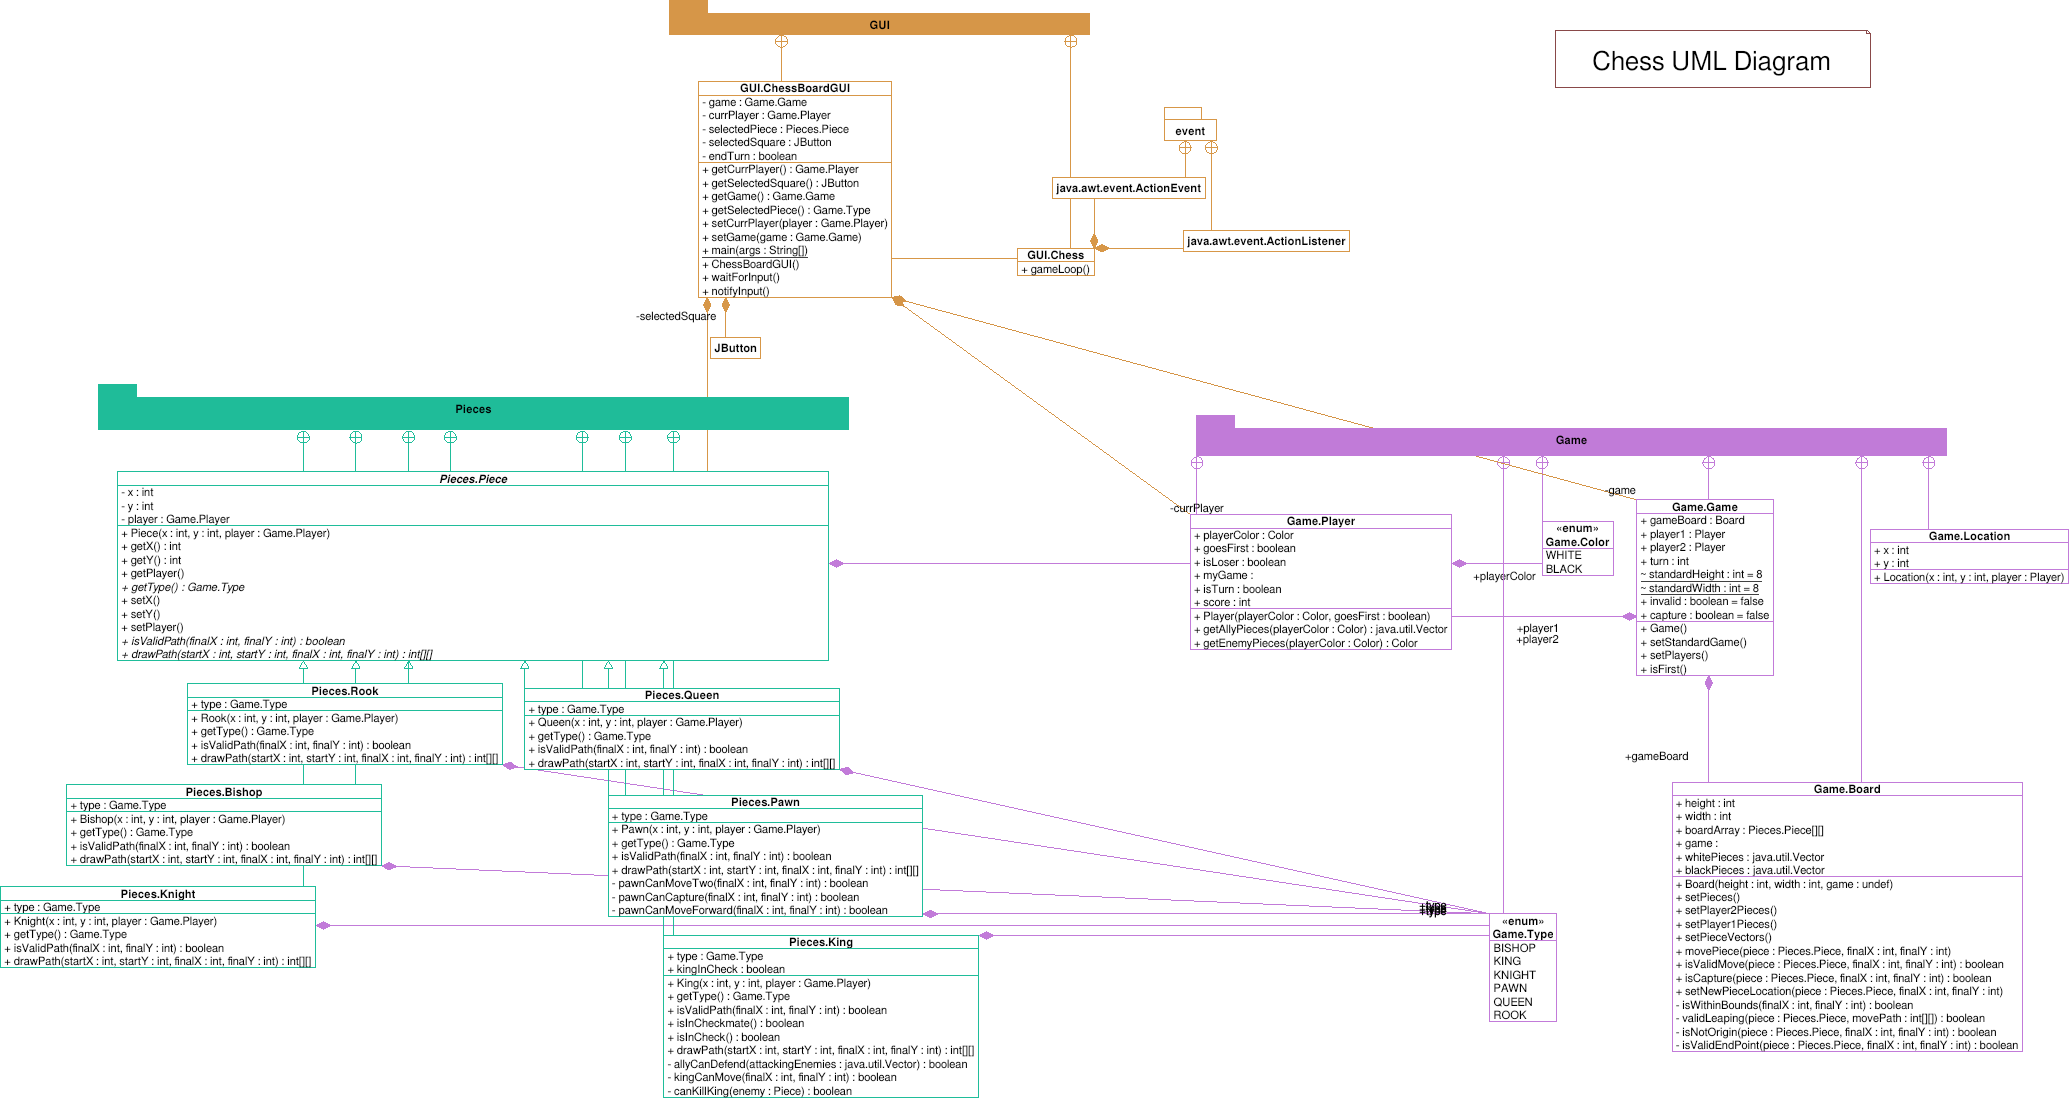 GUI
Chess UML Diagram
GUI.ChessBoardGUI
- game : Game.Game
- currPlayer : Game.Player
- selectedPiece : Pieces.Piece
- selectedSquare : JButton
- endTurn : boolean
+ getCurrPlayer() : Game.Player
+ getSelectedSquare() : JButton
+ getGame() : Game.Game
+ getSelectedPiece() : Game.Type
+ setCurrPlayer(player : Game.Player)
+ setGame(game : Game.Game)
+ main(args : String[])
+ ChessBoardGUI()
+ waitForInput()
+ notifyInput()
event
java.awt.event.ActionEvent
java.awt.event.ActionListener
GUI.Chess
+ gameLoop()
-selectedSquare
JButton
Pieces
Pieces.Piece
- x : int
- y : int
- player : Game.Player
+ Piece(x : int, y : int, player : Game.Player)
+ getX() : int
+ getY() : int
+ getPlayer()
+ getType() : Game.Type
+ setX()
+ setY()
+ setPlayer()
+ isValidPath(finalX : int, finalY : int) : boolean
+ drawPath(startX : int, startY : int, finalX : int, finalY : int) : int[][]
Pieces.Rook
+ type : Game.Type
+ Rook(x : int, y : int, player : Game.Player)
+ getType() : Game.Type
+ isValidPath(finalX : int, finalY : int) : boolean
+ drawPath(startX : int, startY : int, finalX : int, finalY : int) : int[][]
Pieces.Queen
+ type : Game.Type
+ Queen(x : int, y : int, player : Game.Player)
+ getType() : Game.Type
+ isValidPath(finalX : int, finalY : int) : boolean
+ drawPath(startX : int, startY : int, finalX : int, finalY : int) : int[][]
Pieces.Bishop
+ type : Game.Type
+ Bishop(x : int, y : int, player : Game.Player)
+ getType() : Game.Type
+ isValidPath(finalX : int, finalY : int) : boolean
+ drawPath(startX : int, startY : int, finalX : int, finalY : int) : int[][]
Pieces.Pawn
+ type : Game.Type
+ Pawn(x : int, y : int, player : Game.Player)
+ getType() : Game.Type
+ isValidPath(finalX : int, finalY : int) : boolean
+ drawPath(startX : int, startY : int, finalX : int, finalY : int) : int[][]
- pawnCanMoveTwo(finalX : int, finalY : int) : boolean
- pawnCanCapture(finalX : int, finalY : int) : boolean
- pawnCanMoveForward(finalX : int, finalY : int) : boolean
Pieces.Knight
+ type : Game.Type
+ Knight(x : int, y : int, player : Game.Player)
+ getType() : Game.Type
+ isValidPath(finalX : int, finalY : int) : boolean
+ drawPath(startX : int, startY : int, finalX : int, finalY : int) : int[][]
Pieces.King
+ type : Game.Type
+ kingInCheck : boolean
+ King(x : int, y : int, player : Game.Player)
+ getType() : Game.Type
+ isValidPath(finalX : int, finalY : int) : boolean
+ isInCheckmate() : boolean
+ isInCheck() : boolean
+ drawPath(startX : int, startY : int, finalX : int, finalY : int) : int[][]
- allyCanDefend(attackingEnemies : java.util.Vector) : boolean
- kingCanMove(finalX : int, finalY : int) : boolean
- canKillKing(enemy : Piece) : boolean
Game
-currPlayer
Game.Player
+ playerColor : Color
+ goesFirst : boolean
+ isLoser : boolean
+ myGame :
+ isTurn : boolean
+ score : int
+ Player(playerColor : Color, goesFirst : boolean)
+ getAllyPieces(playerColor : Color) : java.util.Vector
+ getEnemyPieces(playerColor : Color) : Color
+playerColor
«enum»
Game.Color
WHITE
BLACK
-game
Game.Game
+ gameBoard : Board
+ player1 : Player
+ player2 : Player
+ turn : int
~ standardHeight : int = 8
~ standardWidth : int = 8
+ invalid : boolean = false
+ capture : boolean = false
+ Game()
+ setStandardGame()
+ setPlayers()
+ isFirst()
+player1
+player2
Game.Location
+ x : int
+ y : int
+ Location(x : int, y : int, player : Player)
+gameBoard
Game.Board
+ height : int
+ width : int
+ boardArray : Pieces.Piece[][]
+ game :
+ whitePieces : java.util.Vector
+ blackPieces : java.util.Vector
+ Board(height : int, width : int, game : undef)
+ setPieces()
+ setPlayer2Pieces()
+ setPlayer1Pieces()
+ setPieceVectors()
+ movePiece(piece : Pieces.Piece, finalX : int, finalY : int)
+ isValidMove(piece : Pieces.Piece, finalX : int, finalY : int) : boolean
+ isCapture(piece : Pieces.Piece, finalX : int, finalY : int) : boolean
+ setNewPieceLocation(piece : Pieces.Piece, finalX : int, finalY : int)
- isWithinBounds(finalX : int, finalY : int) : boolean
- validLeaping(piece : Pieces.Piece, movePath : int[][]) : boolean
- isNotOrigin(piece : Pieces.Piece, finalX : int, finalY : int) : boolean
- isValidEndPoint(piece : Pieces.Piece, finalX : int, finalY : int) : boolean
+type
«enum»
Game.Type
BISHOP
KING
KNIGHT
PAWN
QUEEN
ROOK